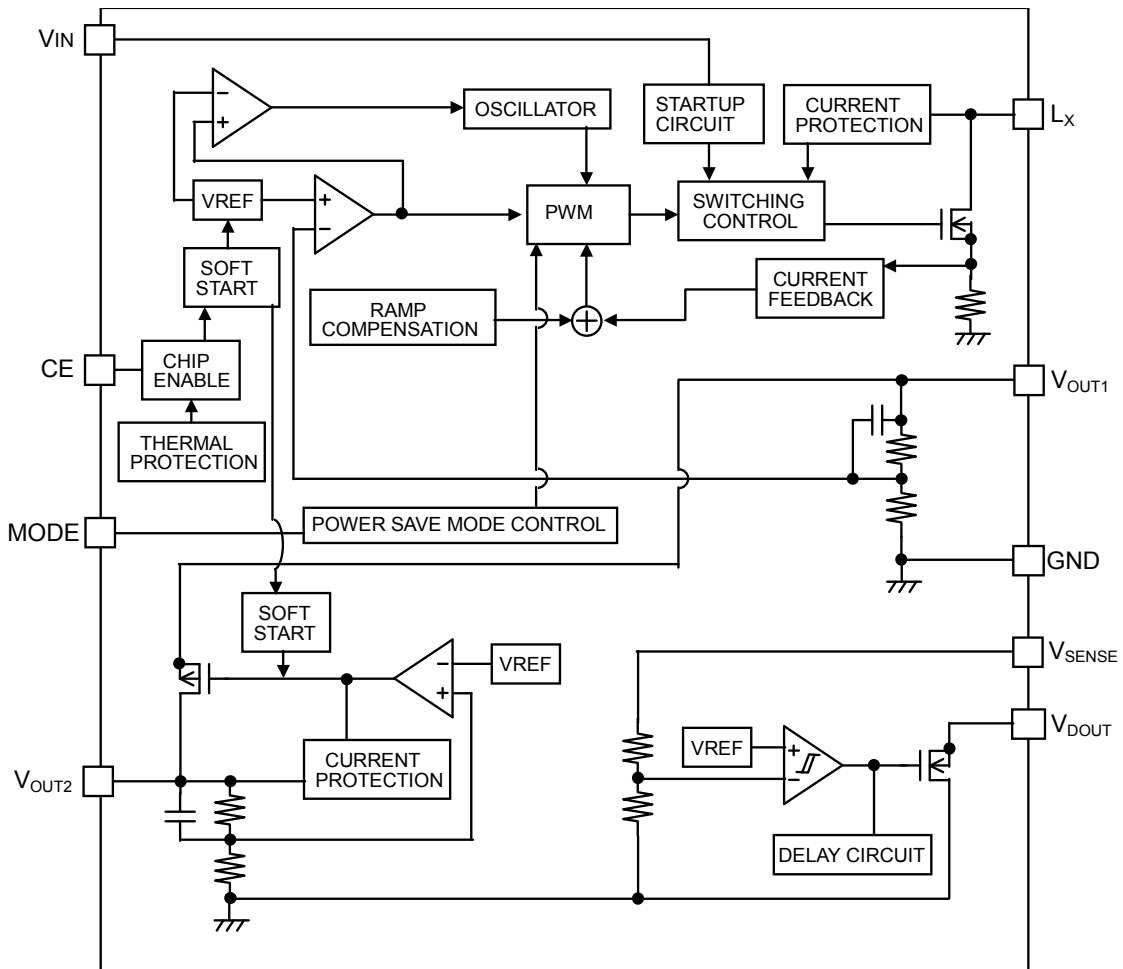 VIN
OSCILLATOR
STARTUP
CIRCUIT
CURRENT
PROTECTION
LX
−
+
VREF
+
−
PWM
SWITCHING
CONTROL
SOFT
START
RAMP
COMPENSATION
+
CURRENT
FEEDBACK
CE
CHIP
ENABLE
THERMAL
PROTECTION
VOUT1
MODE
POWER SAVE MODE CONTROL
GND
SOFT
START
−
+
VREF
VSENSE
VREF
+
−
VDOUT
CURRENT
PROTECTION
VOUT2
DELAY CIRCUIT